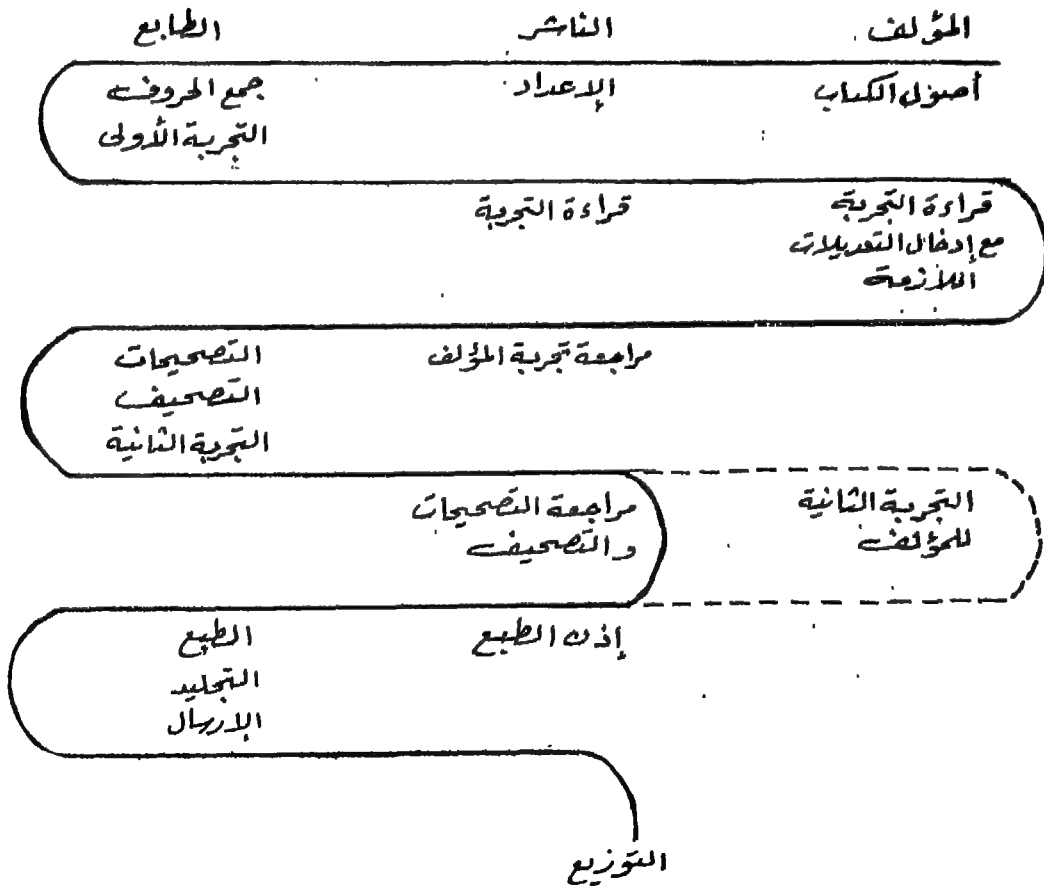 المؤلف الناشر الطابع
أصول الكتاب الإعداد جمع الحروف
التجربة الأولى
قراءة التجربة قراءة التجربة
مع إدخال التعديلات
اللازمة
مراجعة تجربة المؤلف التصحيحات
التصحيف
التجربة الثانية
التجربة الثانية مراجعة التصحيحات
للمؤلف والتصحيف
إذن الطبع الطبع
التجليد
الإرسال
التوزيع